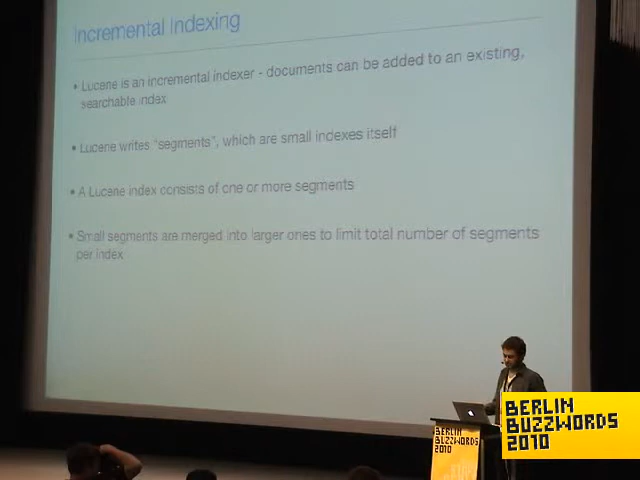 Incremental Indexing
• Lucene is an incremental indexer - documents can be added to an existing,
searchable index
• Lucene writes "segments", which are small indexes itself
• A Lucene index consists of one or more segments
• Small segments are merged into larger ones to limit total number of segments
per index
BERLIN
BUZZWORDS
2010
BERLIN
BUZZWORDS
2010